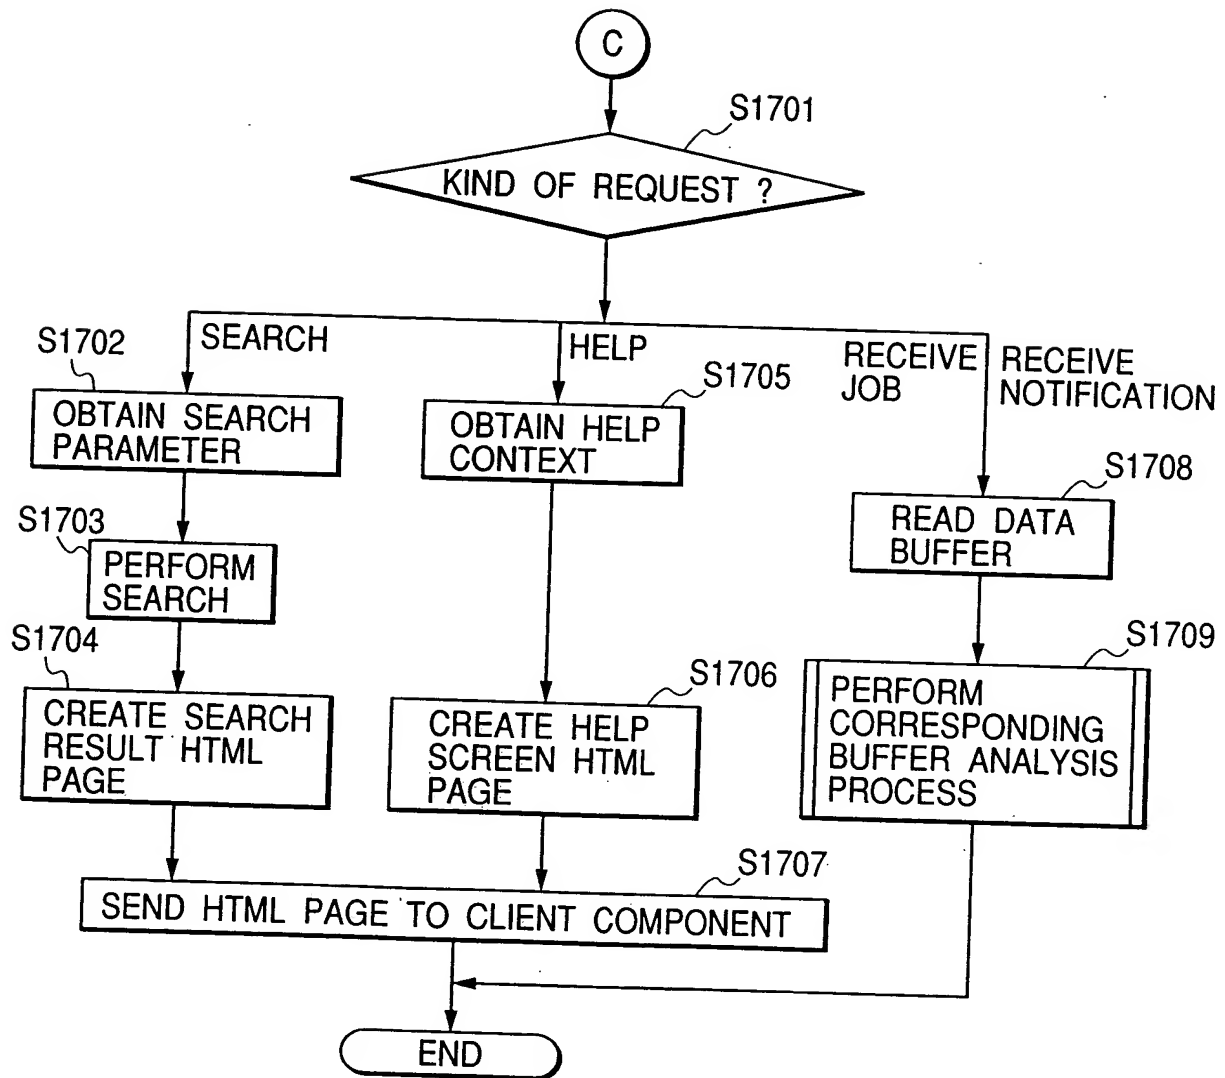 C
S1701
KIND OF REQUEST ?
SEARCH
HELP
RECEIVE
JOB
RECEIVE
NOTIFICATION
S1702
OBTAIN SEARCH
PARAMETER
S1703
PERFORM
SEARCH
S1704
CREATE SEARCH
RESULT HTML
PAGE
S1705
OBTAIN HELP
CONTEXT
S1706
CREATE HELP
SCREEN HTML
PAGE
S1708
READ DATA
BUFFER
S1709
PERFORM
CORRESPONDING
BUFFER ANALYSIS
PROCESS
S1707
SEND HTML PAGE TO CLIENT COMPONENT
END